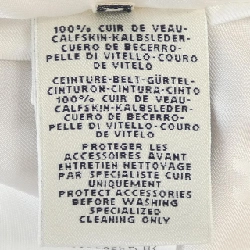 100% CUIR DE VEAU-
CALFSKIN-KALBSLEDER-
CUERO DE BECERRO-
PELLE DI VITELLO-COURO
DE VITELO
CEINTURE-BELT-GÜRTEL-
CINTURON-CINTURA-CINTO
100% CUIR DE VEAU-
CALFSKIN-KALBSLEDER-
CUERO DE BECERRO-
PELLE DI VITELLO-COURO
DE VITELO
PROTEGER LES
ACCESSOIRES AVANT
ENTRETIEN NETTOYAGE
PAR SPECIALISTE CUIR
UNIQUEMENT
PROTECT ACCESSORIES
BEFORE WASHING
SPECIALIZED
CLEANING ONLY